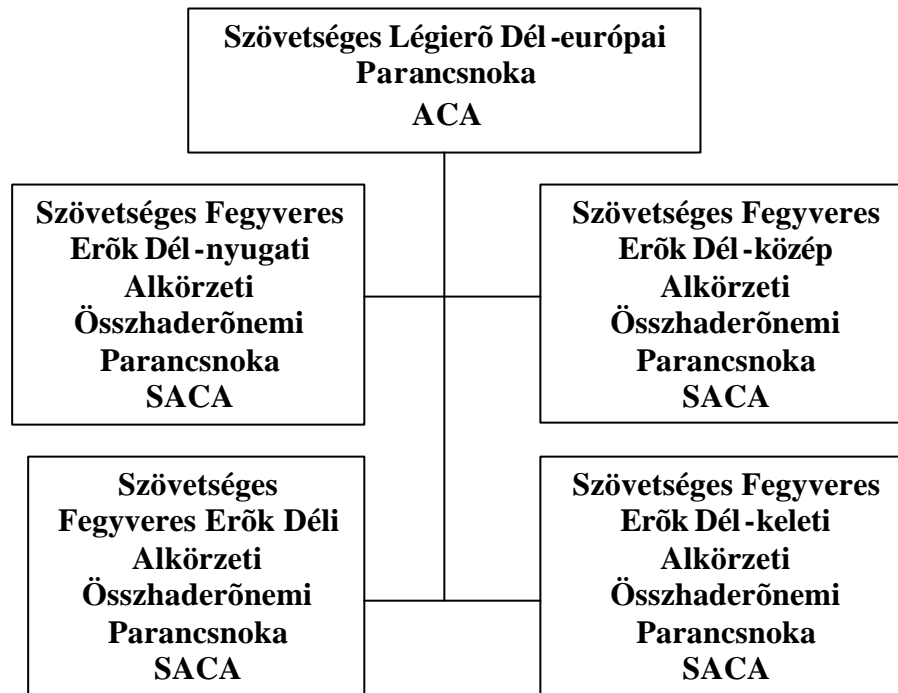 Szövetséges Légierõ Dél-európai
Parancsnoka
ACA
Szövetséges Fegyveres
Erõk Dél-nyugati
Alkörzeti
Összhaderõnemi
Parancsnoka
SACA
Szövetséges Fegyveres
Erõk Dél-közép
Alkörzeti
Összhaderõnemi
Parancsnoka
SACA
Szövetséges
Fegyveres Erõk Déli
Alkörzeti
Összhaderõnemi
Parancsnoka
SACA
Szövetséges Fegyveres
Erõk Dél-keleti
Alkörzeti
Összhaderõnemi
Parancsnoka
SACA